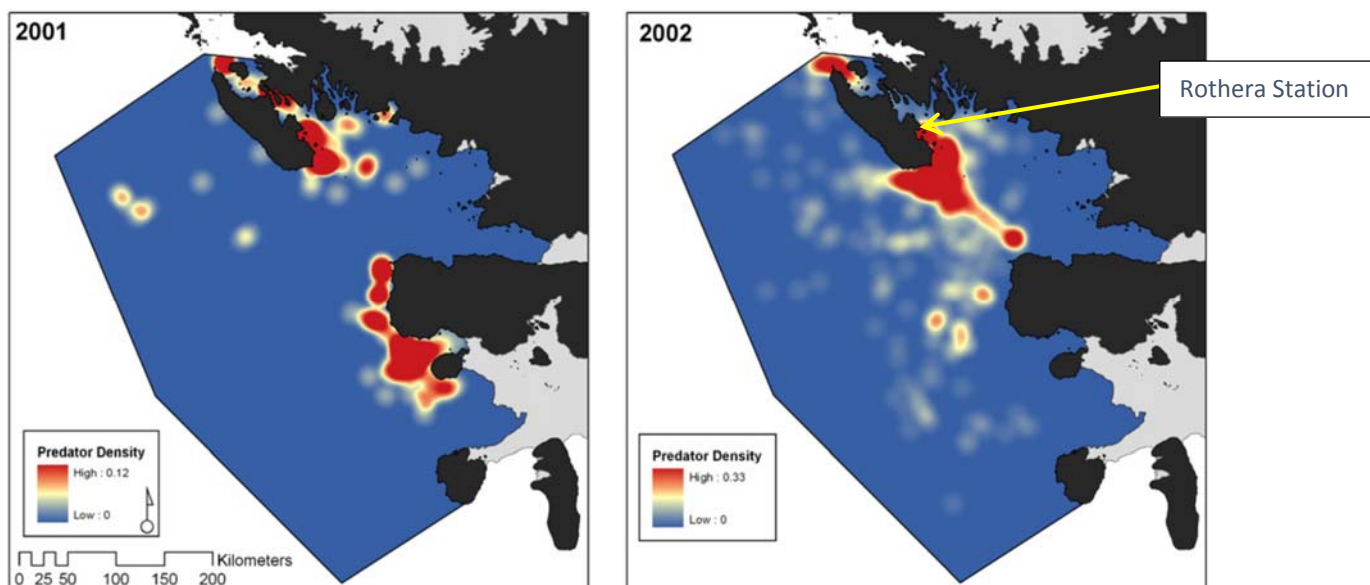 2001
Predator Density
High : 0.12
Low : 0
Kilometers
0 25 50 100 150 200
2002
Rothera Station
Predator Density
High : 0.33
Low : 0